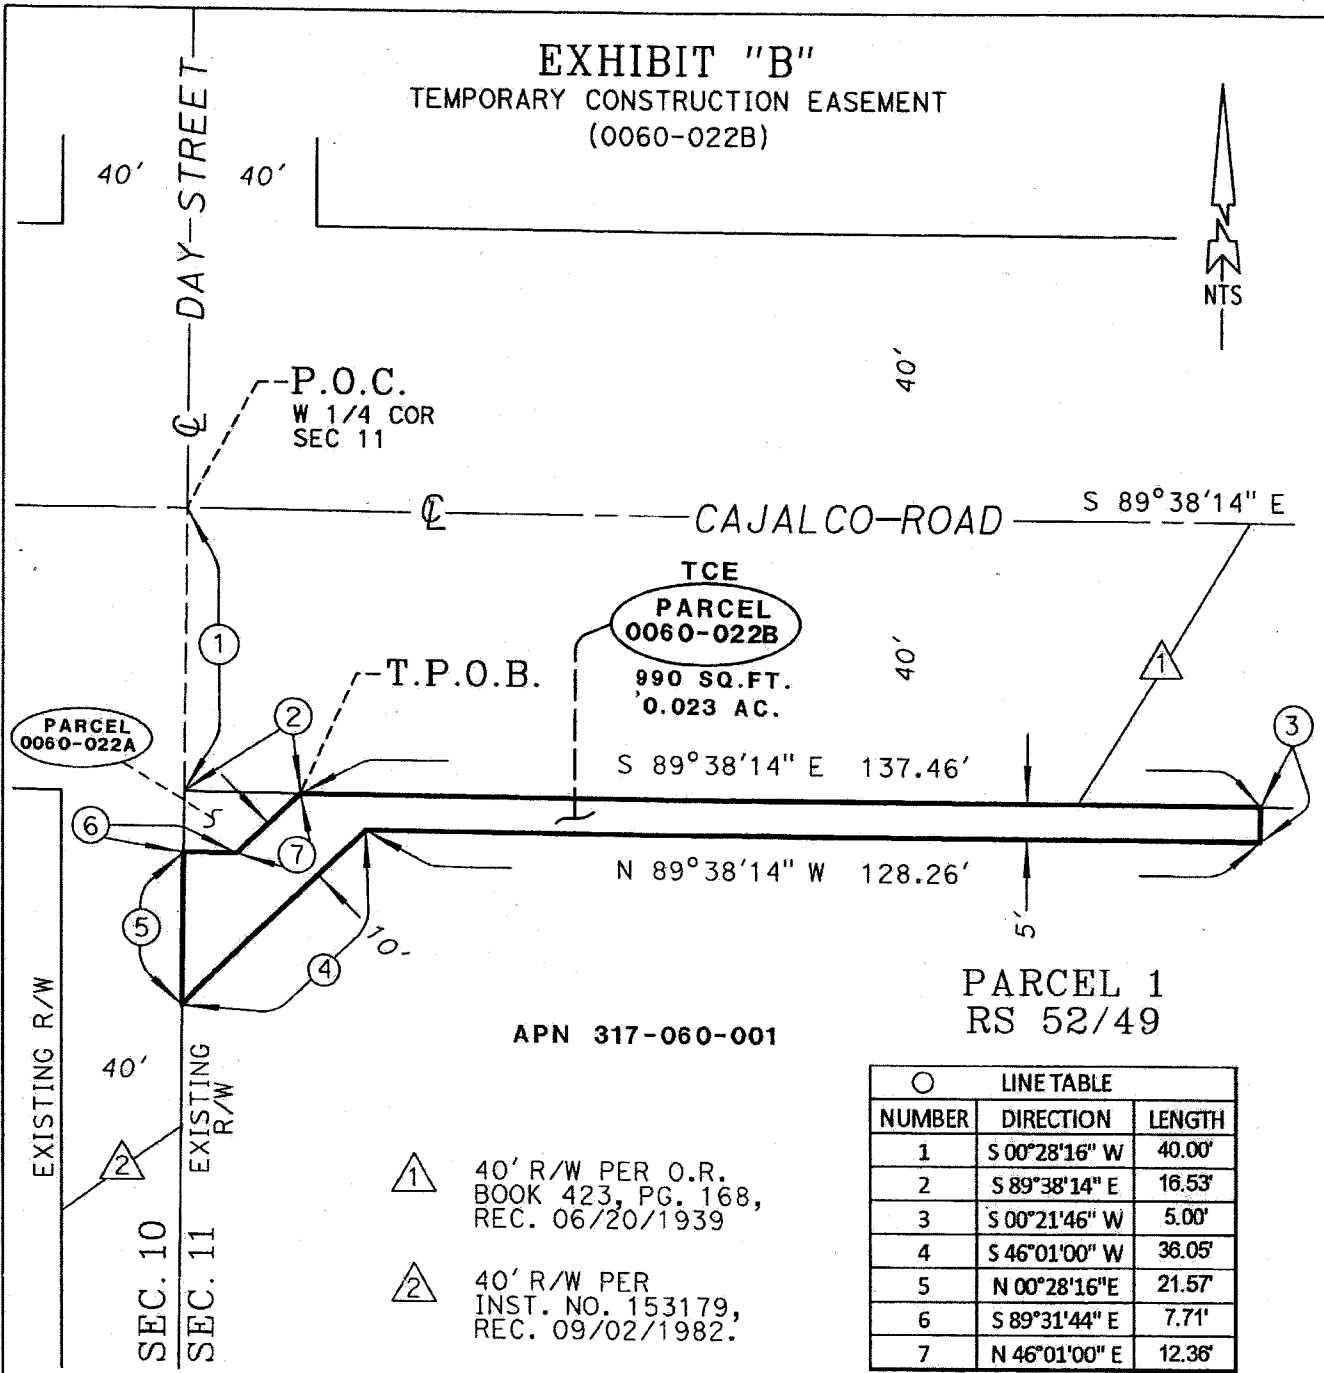 EXHIBIT "B"
TEMPORARY CONSTRUCTION EASEMENT
(0060-022B)
40'
DAY STREET
40'
NTS
40'
P.O.C.
W 1/4 COR
SEC 11
CAJALCO ROAD
S 89°38'14" E
TCE
PARCEL
0060-022B
990 SQ.FT.
0.023 AC.
40'
1
1
T.P.O.B.
2
3
PARCEL
0060-022A
S 89°38'14" E 137.46'
6
7
N 89°38'14" W 128.26'
5
10'
4
5'
PARCEL 1
RS 52/49
APN 317-060-001
EXISTING R/W
40'
EXISTING
R/W
2
SEC. 10
SEC. 11
1 40' R/W PER O.R.
BOOK 423, PG. 168,
REC. 06/20/1939
2 40' R/W PER
INST. NO. 153179,
REC. 09/02/1982.
LINE TABLE
NUMBER DIRECTION LENGTH
1 S 00°28'16" W 40.00'
2 S 89°38'14" E 16.53'
3 S 00°21'46" W 5.00'
4 S 46°01'00" W 36.05'
5 N 00°28'16"E 21.57'
6 S 89°31'44" E 7.71'
7 N 46°01'00" E 12.36'